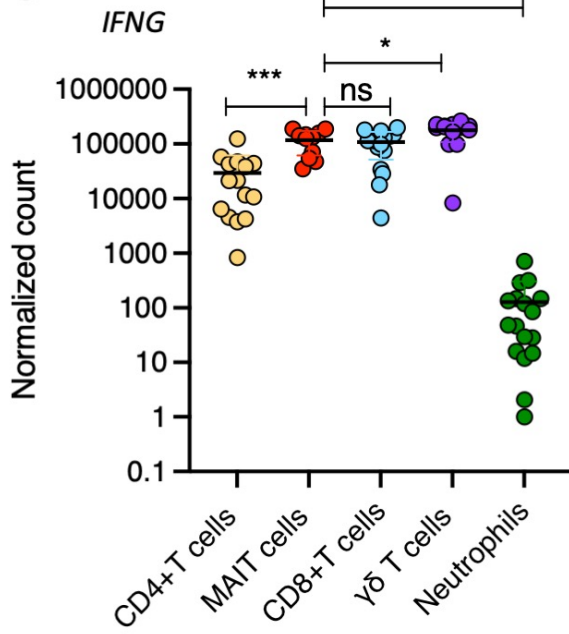 IFNG
*
***
ns
Normalized count
1000000
100000
10000
1000
100
10
1
0.1
CD4+T cells
MAIT cells
CD8+T cells
γδ T cells
Neutrophils